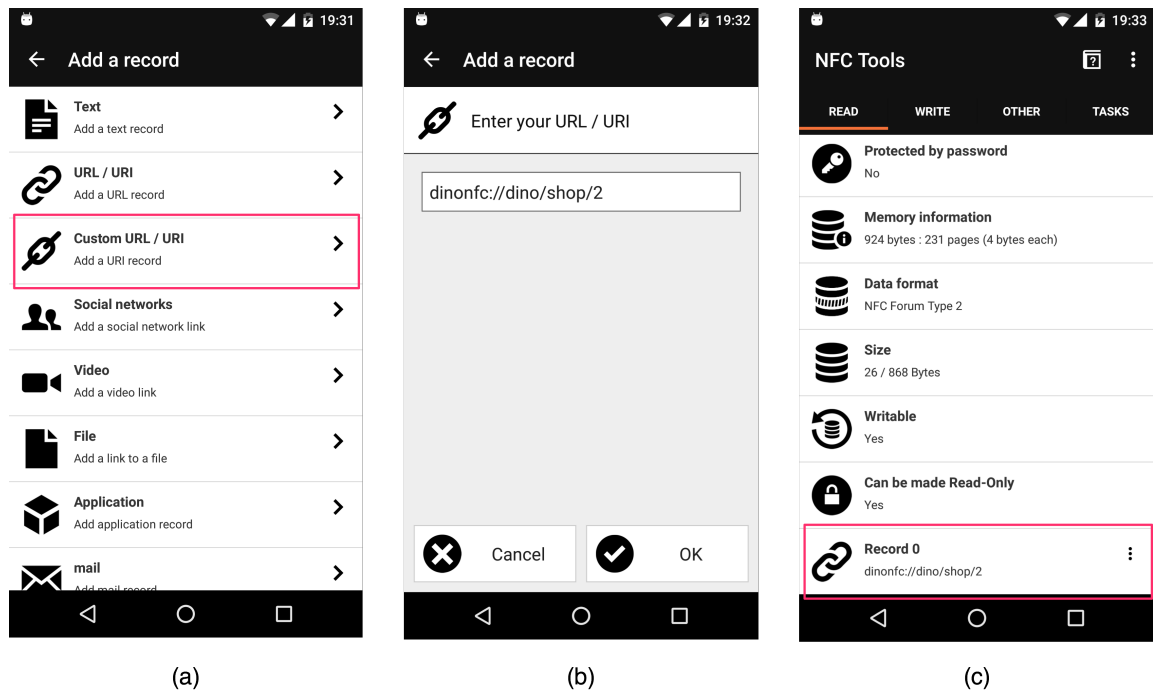 19:31
Add a record
Text
Add a text record
URL / URI
Add a URL record
Custom URL / URI
Add a URI record
Social networks
Add a social network link
Video
Add a video link
File
Add a link to a file
Application
Add application record
mail
Add mail record
(a)
19:32
Add a record
Enter your URL / URI
dinonfc://dino/shop/2
Cancel
OK
(b)
19:33
NFC Tools
?
READ WRITE OTHER TASKS
Protected by password
No
Memory information
924 bytes : 231 pages (4 bytes each)
Data format
NFC Forum Type 2
Size
26 / 868 Bytes
Writable
Yes
Can be made Read-Only
Yes
Record 0
dinonfc://dino/shop/2
(c)